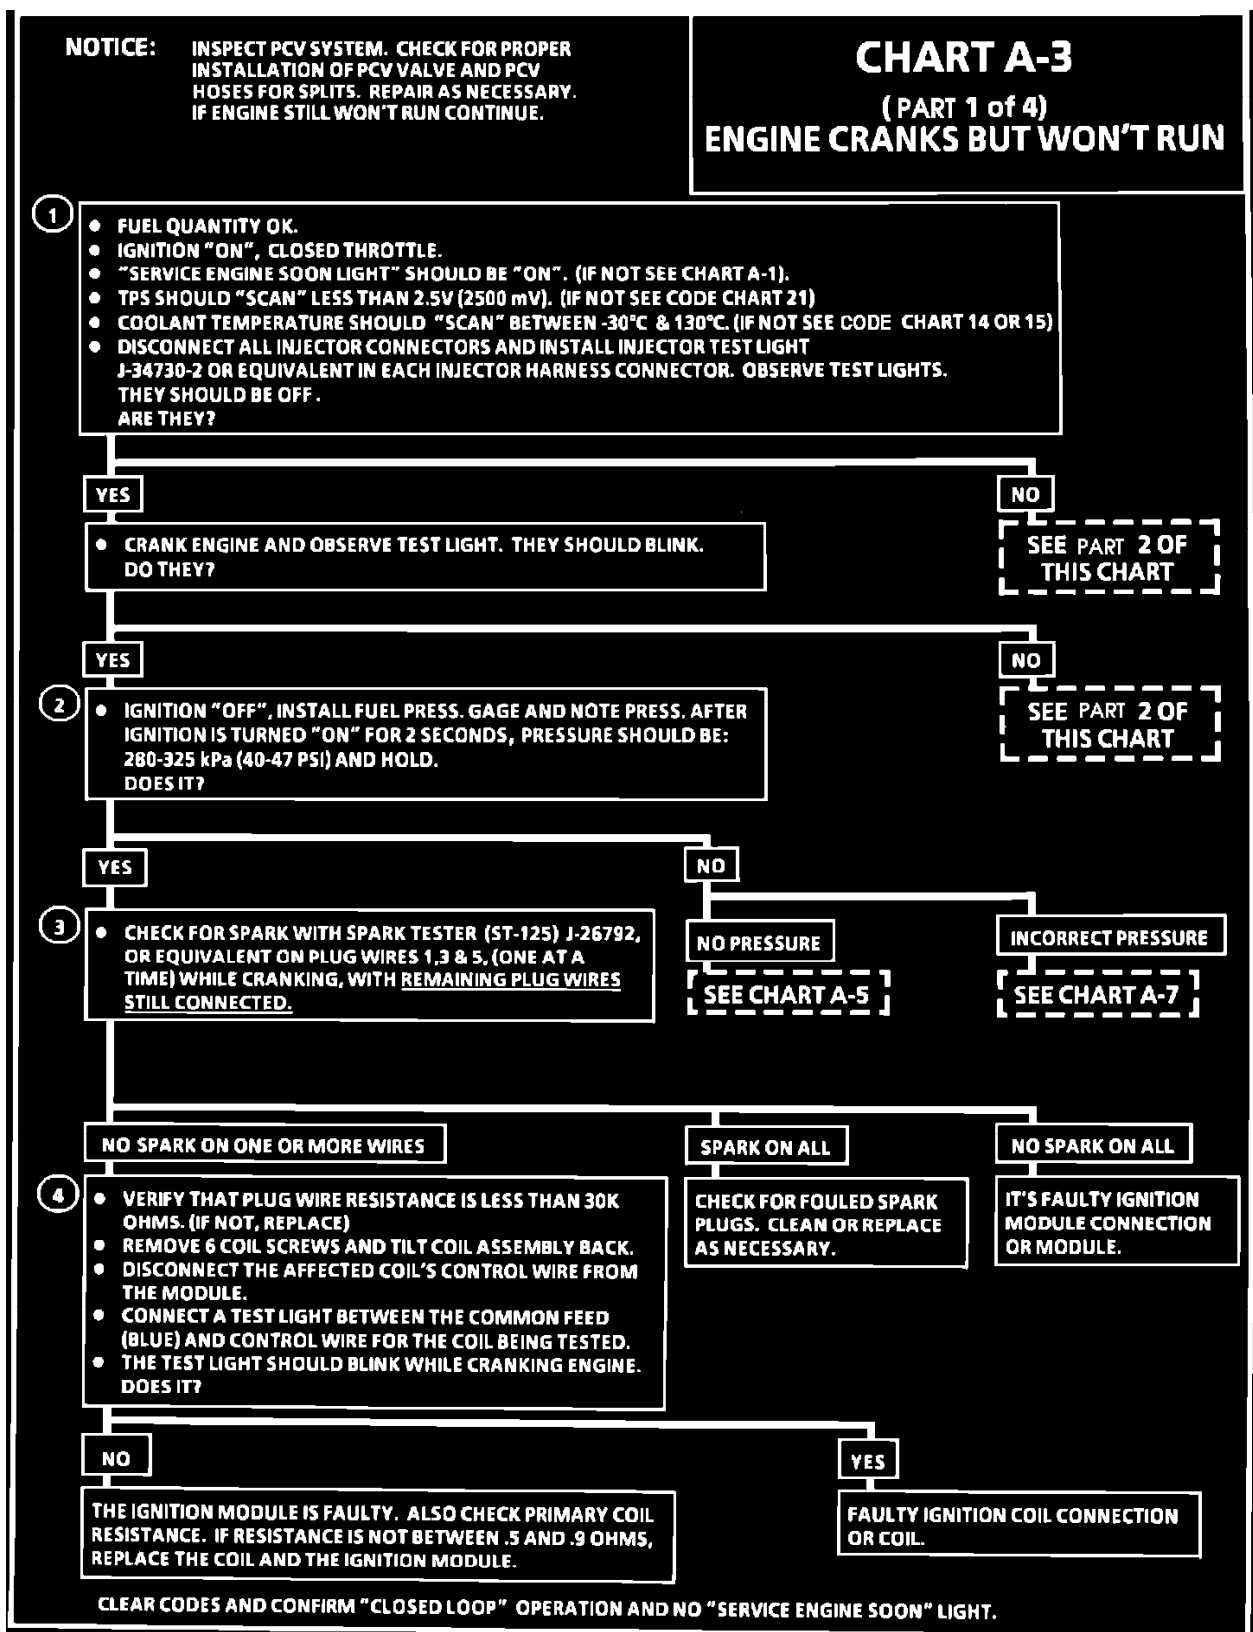 NOTICE: INSPECT PCV SYSTEM. CHECK FOR PROPER
INSTALLATION OF PCV VALVE AND PCV
HOSES FOR SPLITS. REPAIR AS NECESSARY.
IF ENGINE STILL WON'T RUN CONTINUE.
CHART A-3
(PART 1 of 4)
ENGINE CRANKS BUT WON'T RUN
1
● FUEL QUANTITY OK.
● IGNITION "ON", CLOSED THROTTLE.
● "SERVICE ENGINE SOON LIGHT" SHOULD BE "ON". (IF NOT SEE CHART A-1).
● TPS SHOULD "SCAN" LESS THAN 2.5V (2500 mV). (IF NOT SEE CODE CHART 21)
● COOLANT TEMPERATURE SHOULD "SCAN" BETWEEN -30°C & 130°C. (IF NOT SEE CODE CHART 14 OR 15)
● DISCONNECT ALL INJECTOR CONNECTORS AND INSTALL INJECTOR TEST LIGHT
J-34730-2 OR EQUIVALENT IN EACH INJECTOR HARNESS CONNECTOR. OBSERVE TEST LIGHTS.
THEY SHOULD BE OFF.
ARE THEY?
YES
NO
● CRANK ENGINE AND OBSERVE TEST LIGHT. THEY SHOULD BLINK.
DO THEY?
SEE PART 2 OF
THIS CHART
YES
NO
2
● IGNITION "OFF", INSTALL FUEL PRESS. GAGE AND NOTE PRESS. AFTER
IGNITION IS TURNED "ON" FOR 2 SECONDS, PRESSURE SHOULD BE:
280-325 kPa (40-47 PSI) AND HOLD.
DOES IT?
SEE PART 2 OF
THIS CHART
YES
NO
3
● CHECK FOR SPARK WITH SPARK TESTER (ST-125) J-26792,
OR EQUIVALENT ON PLUG WIRES 1,3 & 5, (ONE AT A
TIME) WHILE CRANKING, WITH REMAINING PLUG WIRES
STILL CONNECTED.
NO PRESSURE
INCORRECT PRESSURE
SEE CHART A-5
SEE CHART A-7
NO SPARK ON ONE OR MORE WIRES
SPARK ON ALL
NO SPARK ON ALL
4
● VERIFY THAT PLUG WIRE RESISTANCE IS LESS THAN 30K
OHMS. (IF NOT, REPLACE)
● REMOVE 6 COIL SCREWS AND TILT COIL ASSEMBLY BACK.
● DISCONNECT THE AFFECTED COIL'S CONTROL WIRE FROM
THE MODULE.
● CONNECT A TEST LIGHT BETWEEN THE COMMON FEED
(BLUE) AND CONTROL WIRE FOR THE COIL BEING TESTED.
● THE TEST LIGHT SHOULD BLINK WHILE CRANKING ENGINE.
DOES IT?
CHECK FOR FOULED SPARK
PLUGS. CLEAN OR REPLACE
AS NECESSARY.
IT'S FAULTY IGNITION
MODULE CONNECTION
OR MODULE.
NO
YES
THE IGNITION MODULE IS FAULTY. ALSO CHECK PRIMARY COIL
RESISTANCE. IF RESISTANCE IS NOT BETWEEN .5 AND .9 OHMS,
REPLACE THE COIL AND THE IGNITION MODULE.
FAULTY IGNITION COIL CONNECTION
OR COIL.
CLEAR CODES AND CONFIRM "CLOSED LOOP" OPERATION AND NO "SERVICE ENGINE SOON" LIGHT.